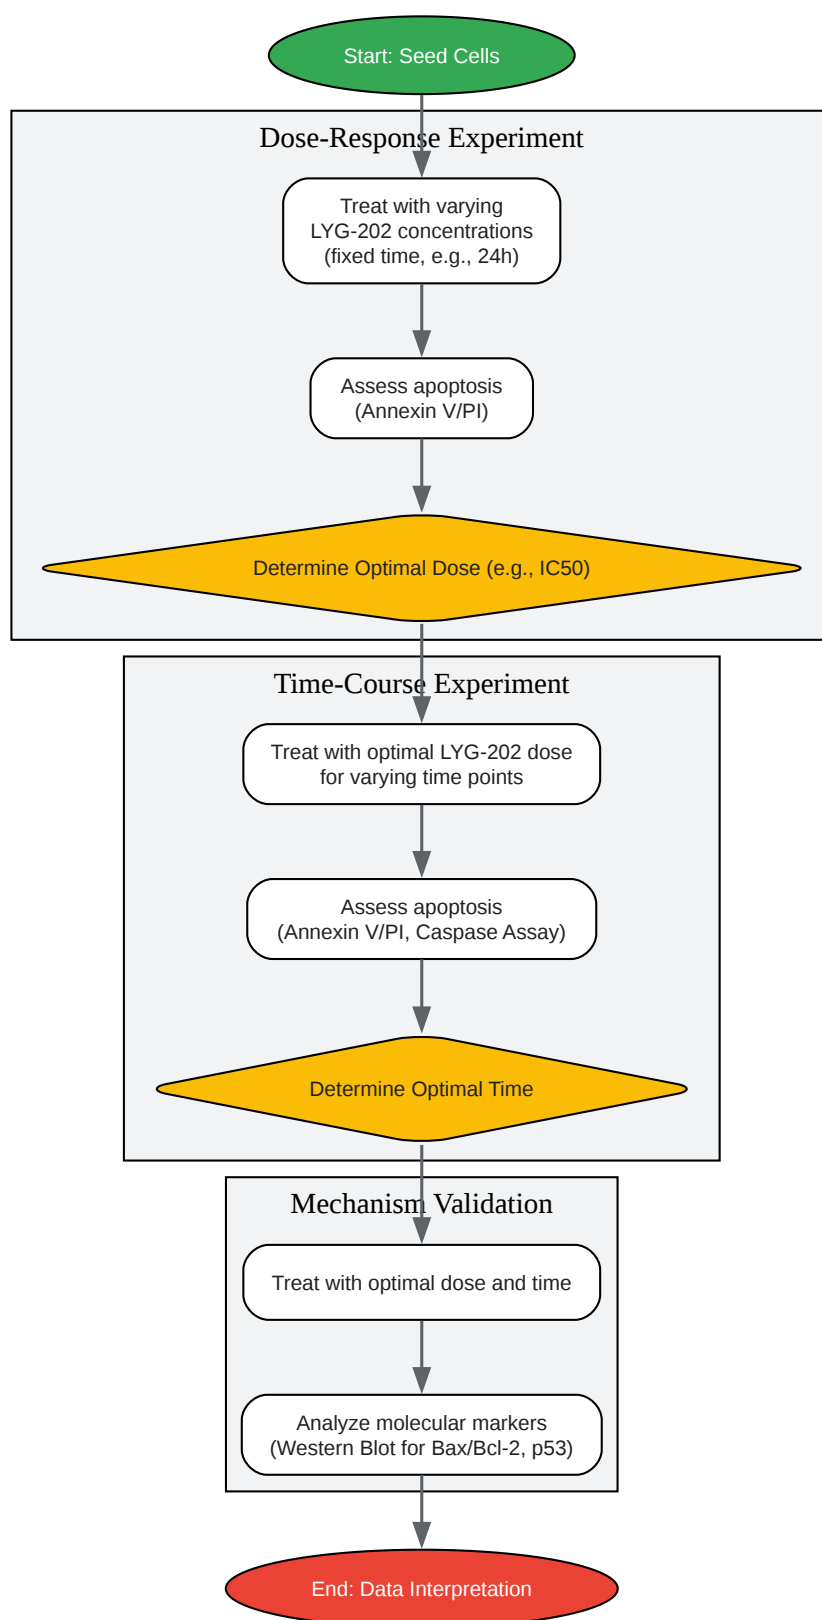 Start: Seed Cells
Dose-Response Experiment
Treat with varying
LYG-202 concentrations
(fixed time, e.g., 24h)
Assess apoptosis
(Annexin V/PI)
Determine Optimal Dose (e.g., IC50)
Time-Course Experiment
Treat with optimal LYG-202 dose
for varying time points
Assess apoptosis
(Annexin V/PI, Caspase Assay)
Determine Optimal Time
Mechanism Validation
Treat with optimal dose and time
Analyze molecular markers
(Western Blot for Bax/Bcl-2, p53)
End: Data Interpretation